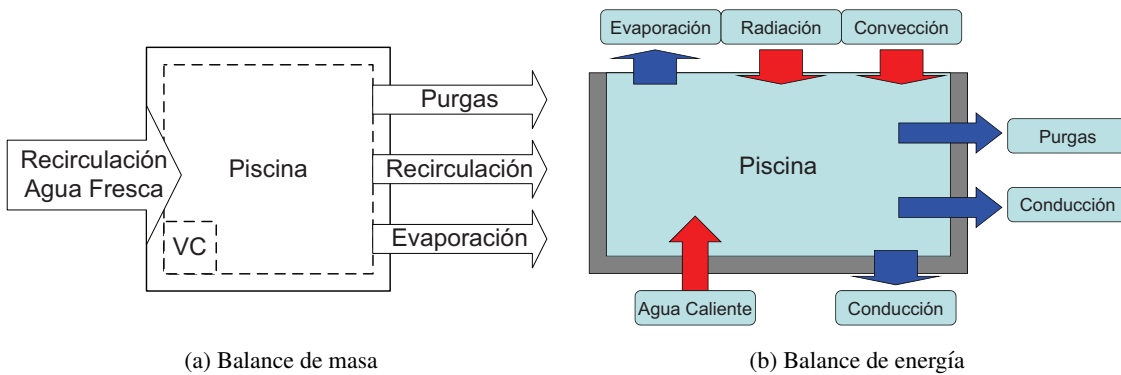 Recirculación
Agua Fresca
Piscina
VC
Purgas
Recirculación
Evaporación
(a) Balance de masa
Evaporación
Radiación
Convección
Piscina
Purgas
Conducción
Agua Caliente
Conducción
(b) Balance de energía